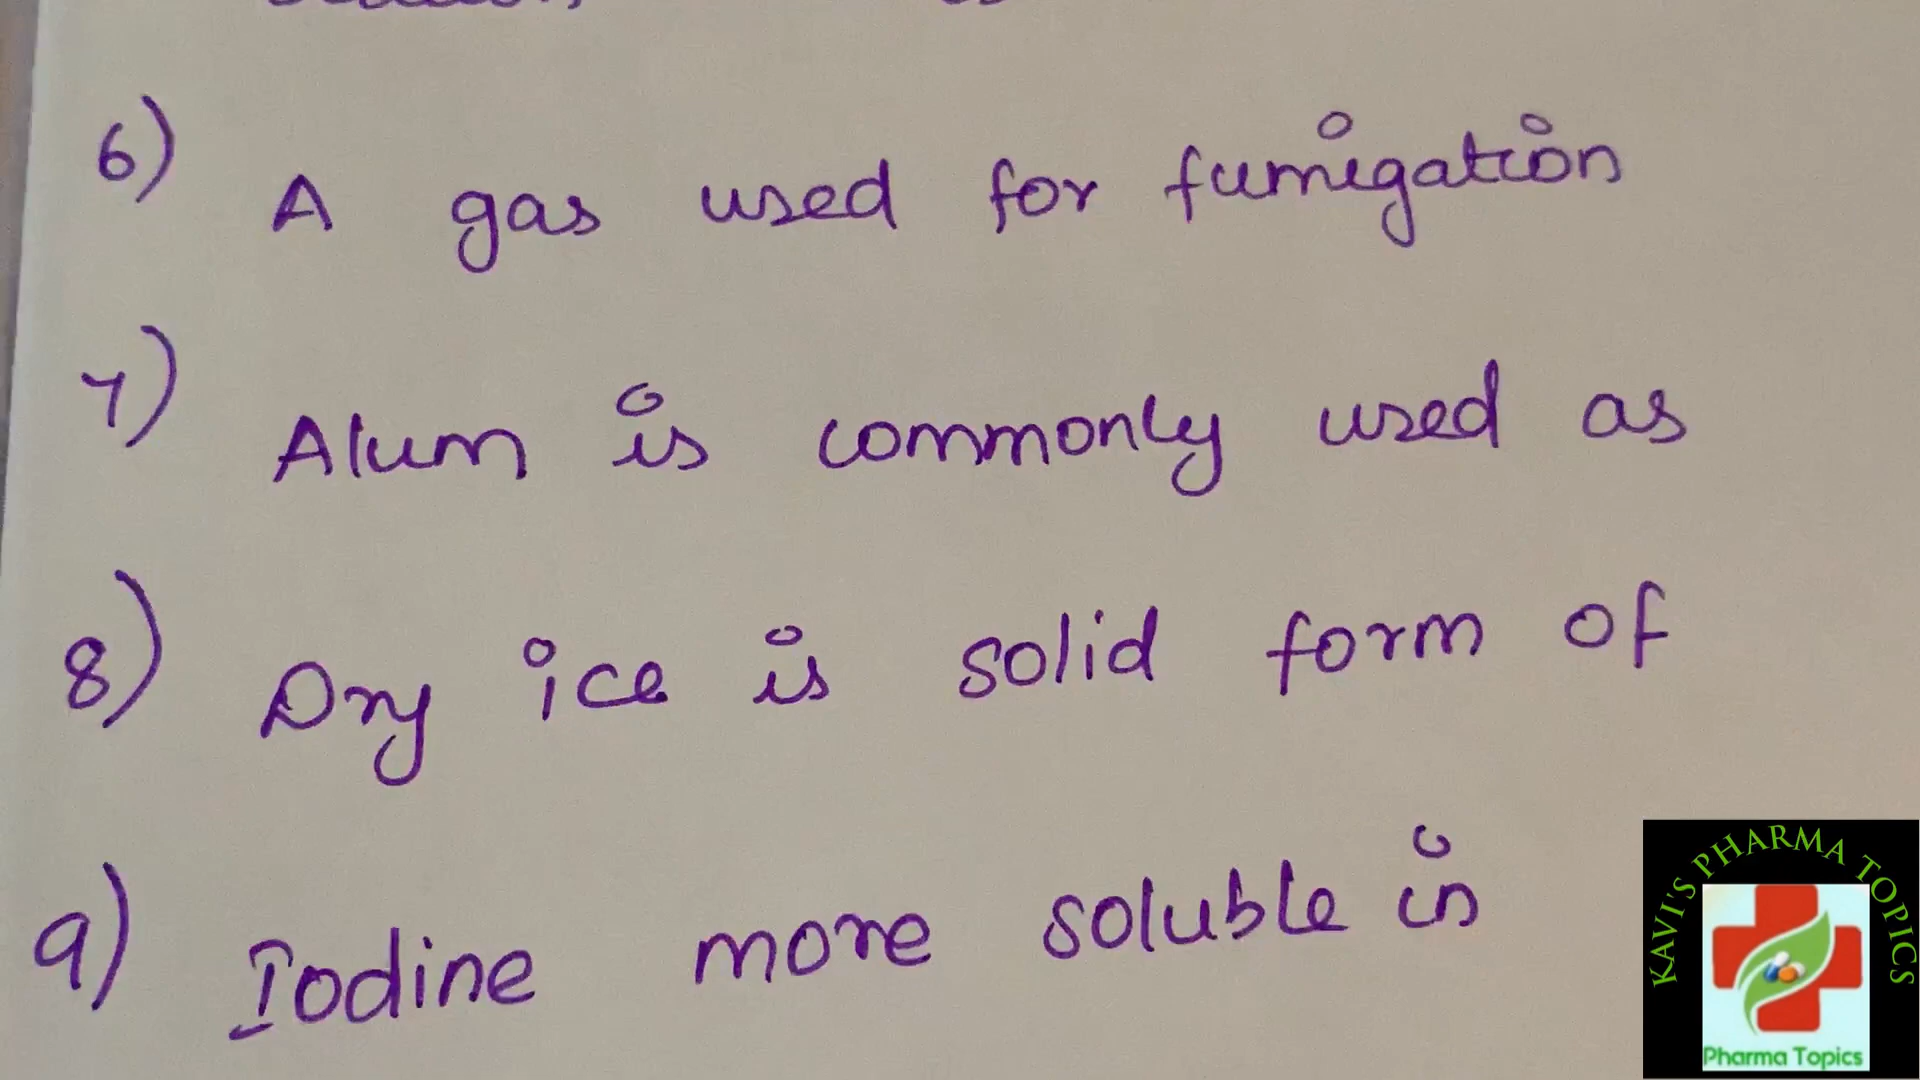 6) A gas used for fumigation
7) Alum is commonly used as
8) Dry ice is solid form of
9) Iodine more soluble in
KAVI'S PHARMA TOPICS
Pharma Topics